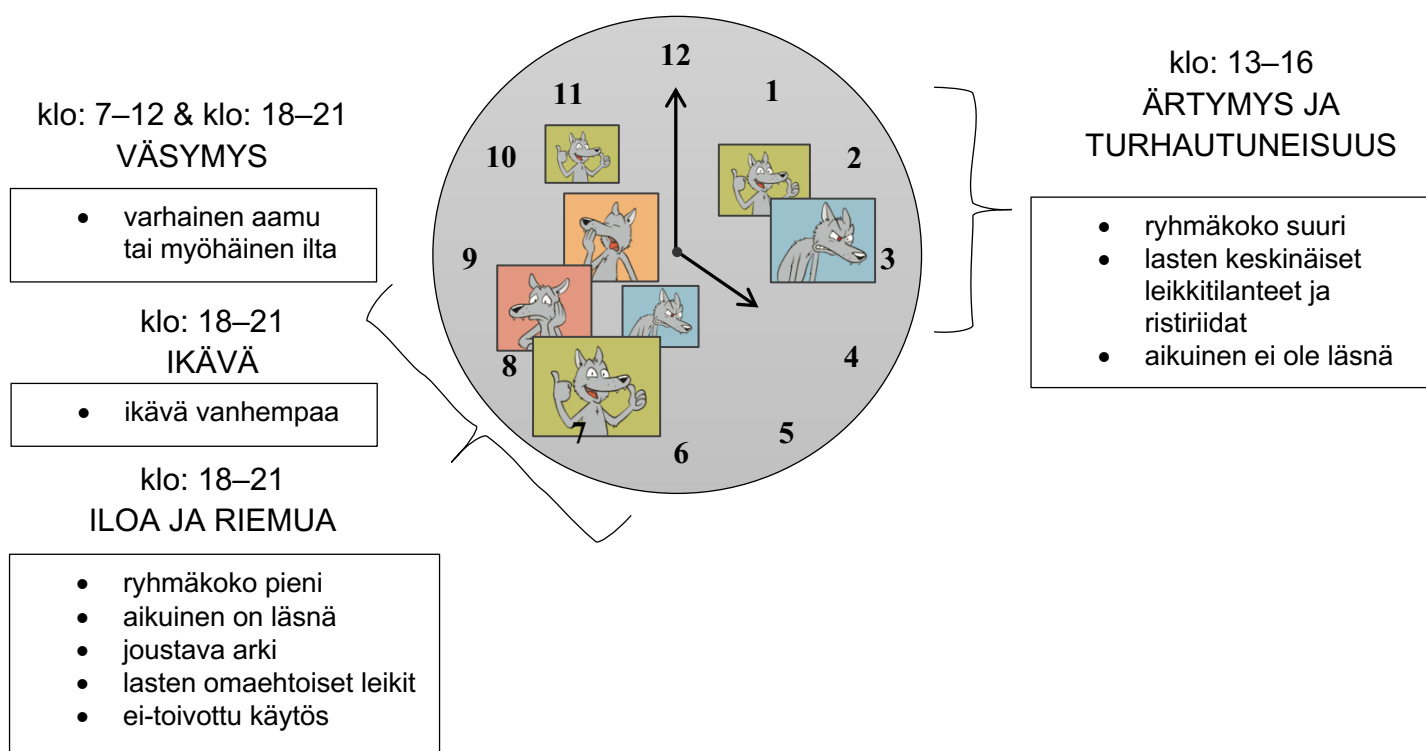 klo: 7–12 & klo: 18–21
VÄSYMYS
• varhainen aamu
tai myöhäinen ilta
klo: 18–21
IKÄVÄ
• ikävä vanhempaa
klo: 18–21
ILOA JA RIEMUA
• ryhmäkoko pieni
• aikuinen on läsnä
• joustava arki
• lasten omaehtoiset leikit
• ei-toivottu käytös
12
1
2
3
4
5
6
7
8
9
10
11
klo: 13–16
ÄRTYMYS JA
TURHAUTUNEISUUS
• ryhmäkoko suuri
• lasten keskinäiset
leikkitilanteet ja
ristiriidat
• aikuinen ei ole läsnä